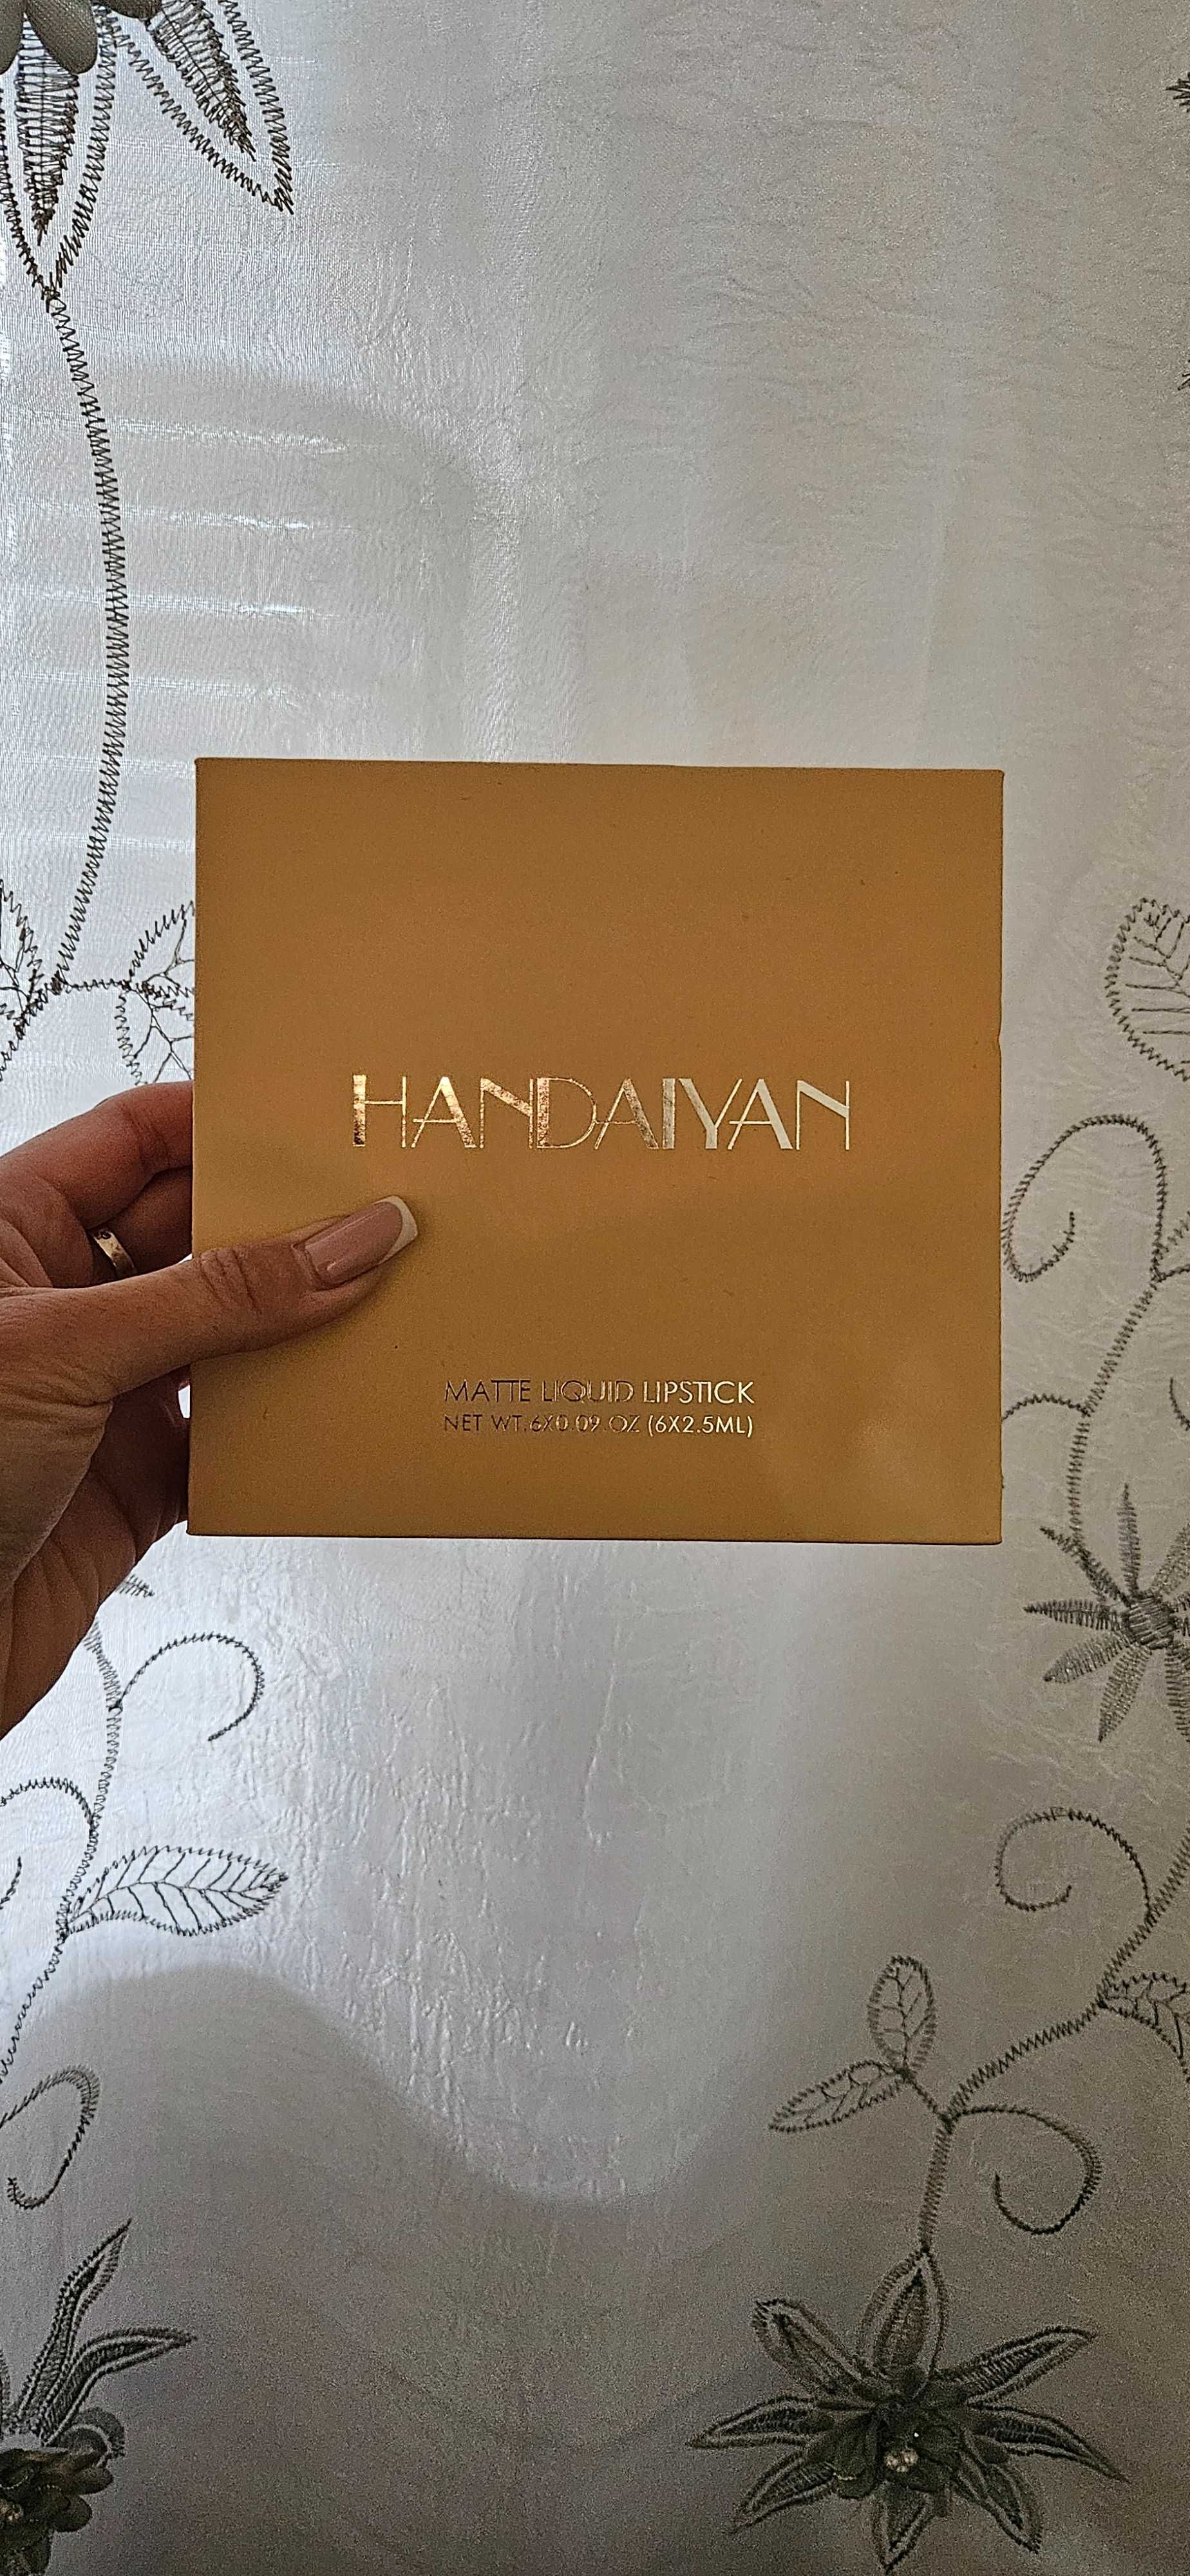 HANDAIYAN
MATTE LIQUID LIPSTICK
NET WT.6X0.09 OZ (6X2.5ML)